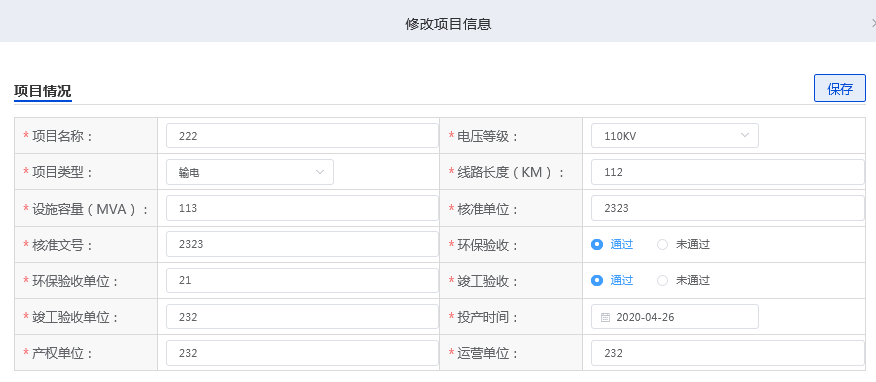 修改项目信息
项目情况
保存
*项目名称： 222 *电压等级： 110KV
*项目类型： 输电 *线路长度（KM）： 112
*设施容量（MVA）： 113 *核准单位： 2323
*核准文号： 2323 *环保验收： 通过 未通过
*环保验收单位： 21 *竣工验收： 通过 未通过
*竣工验收单位： 232 *投产时间： 2020-04-26
*产权单位： 232 *运营单位： 232